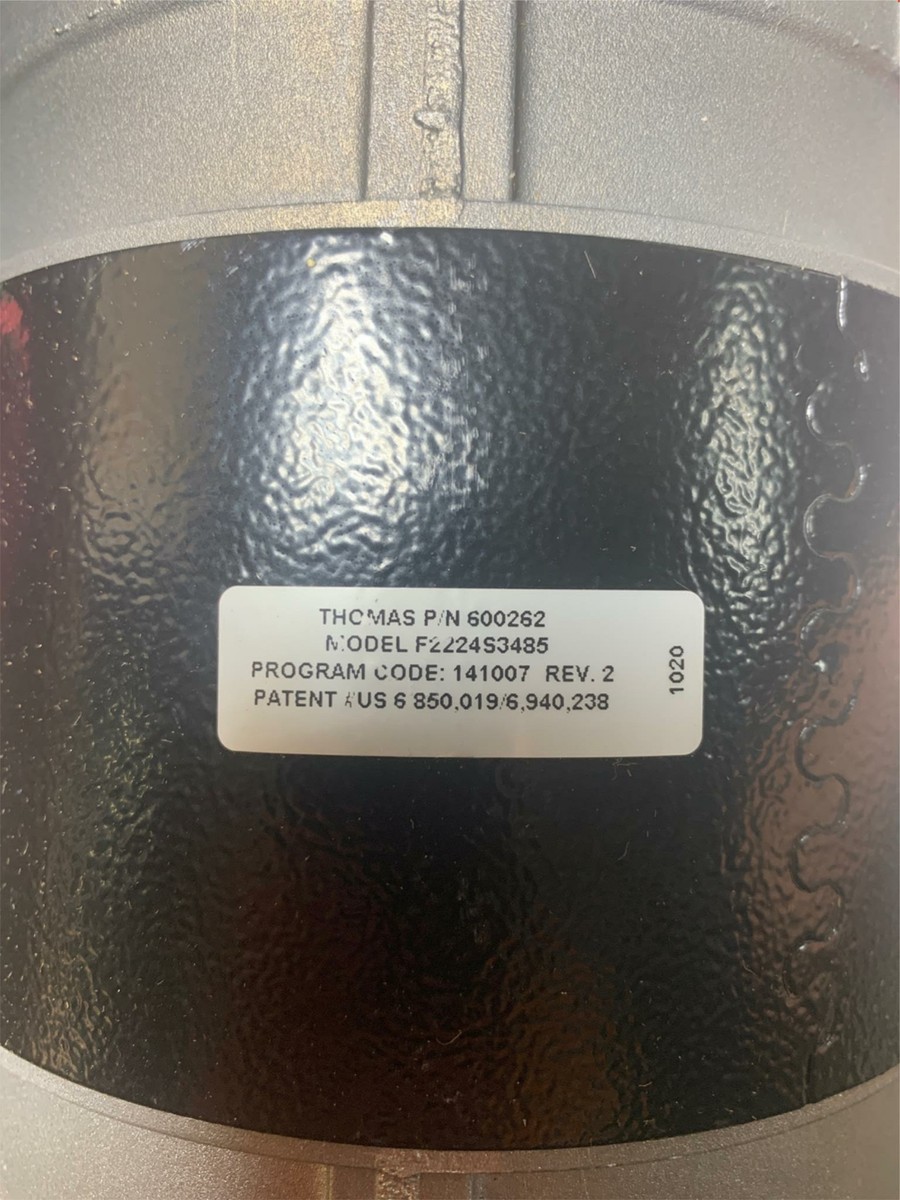 THOMAS P/N 600262
MODEL F2224S3485
PROGRAM CODE: 141007 REV. 2
PATENT #US 6 850,019/6,940,238
1020